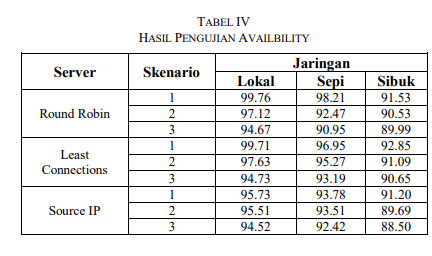 TABEL IV
HASIL PENGUJIAN AVAILBILITY
Server Skenario Jaringan
Lokal Sepi Sibuk
Round Robin 1 99.76 98.21 91.53
2 97.12 92.47 90.53
3 94.67 90.95 89.99
Least Connections 1 99.71 96.95 92.85
2 97.63 95.27 91.09
3 94.73 93.19 90.65
Source IP 1 95.73 93.78 91.20
2 95.51 93.51 89.69
3 94.52 92.42 88.50